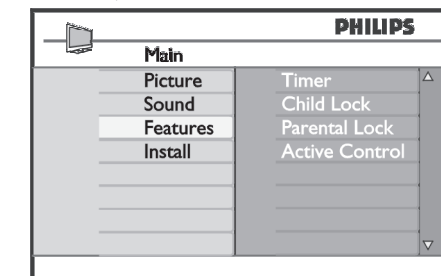 PHILIPS
Main
Picture Timer
Sound Child Lock
Features Parental Lock
Install Active Control